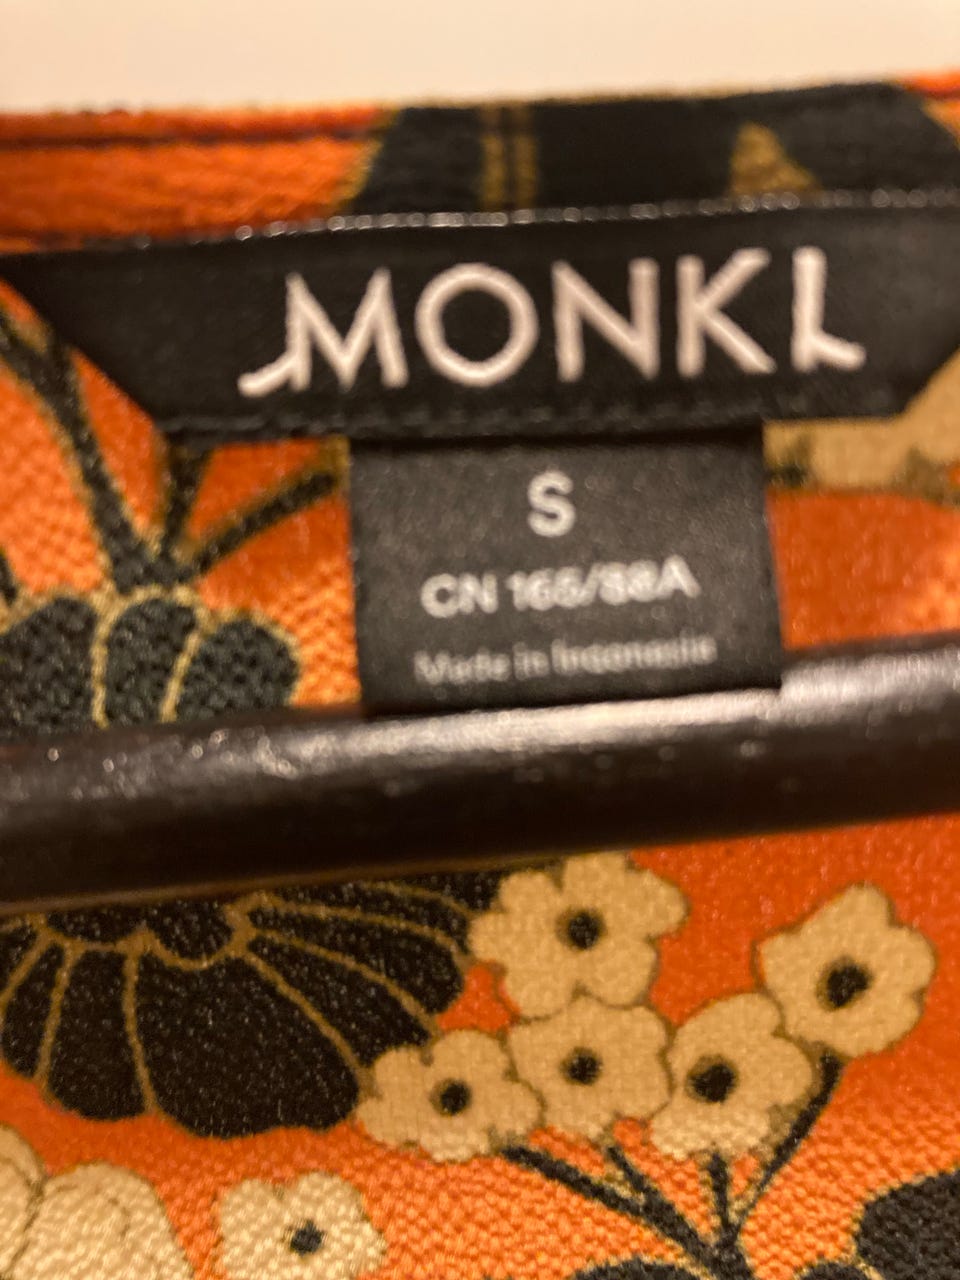 MONKI
S
CN 165/88A
Made in Indonesia